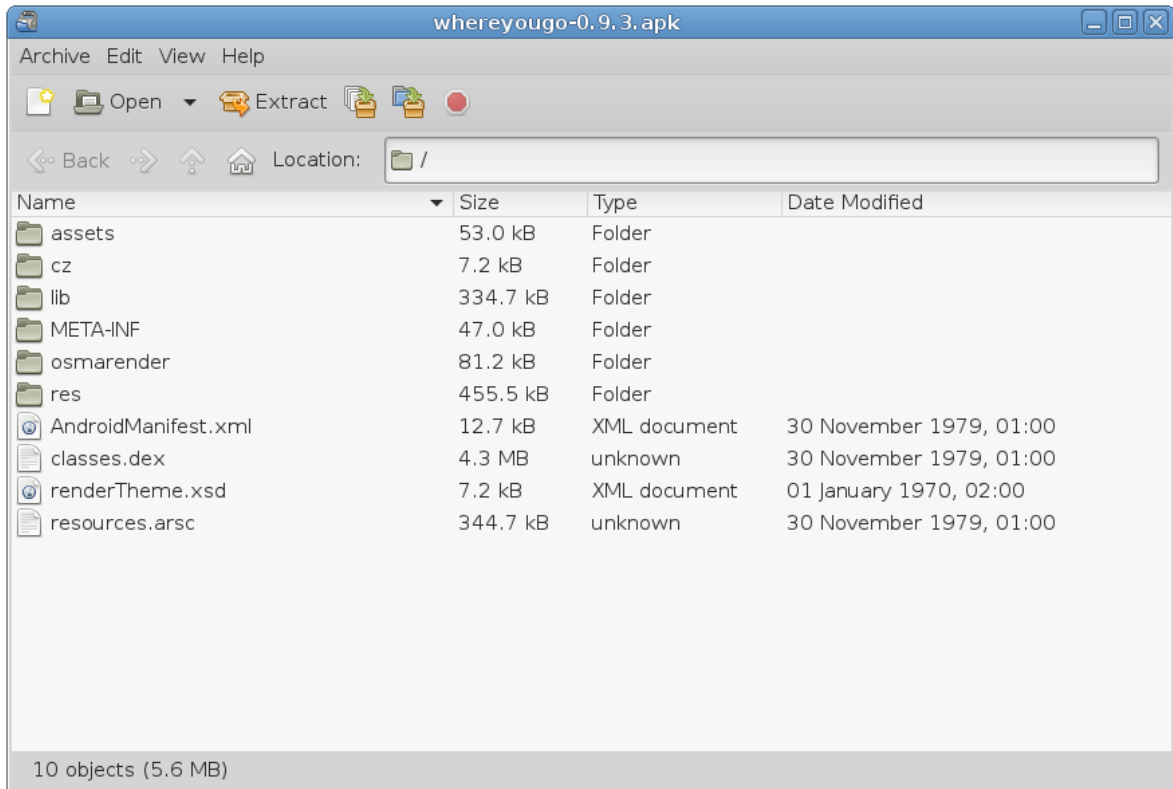 whereyougo-0.9.3.apk
Archive Edit View Help
Open Extract
Back Location: /
Name Size Type Date Modified
assets 53.0 kB Folder
cz 7.2 kB Folder
lib 334.7 kB Folder
META-INF 47.0 kB Folder
osmarender 81.2 kB Folder
res 455.5 kB Folder
AndroidManifest.xml 12.7 kB XML document 30 November 1979, 01:00
classes.dex 4.3 MB unknown 30 November 1979, 01:00
renderTheme.xsd 7.2 kB XML document 01 January 1970, 02:00
resources.arsc 344.7 kB unknown 30 November 1979, 01:00
10 objects (5.6 MB)